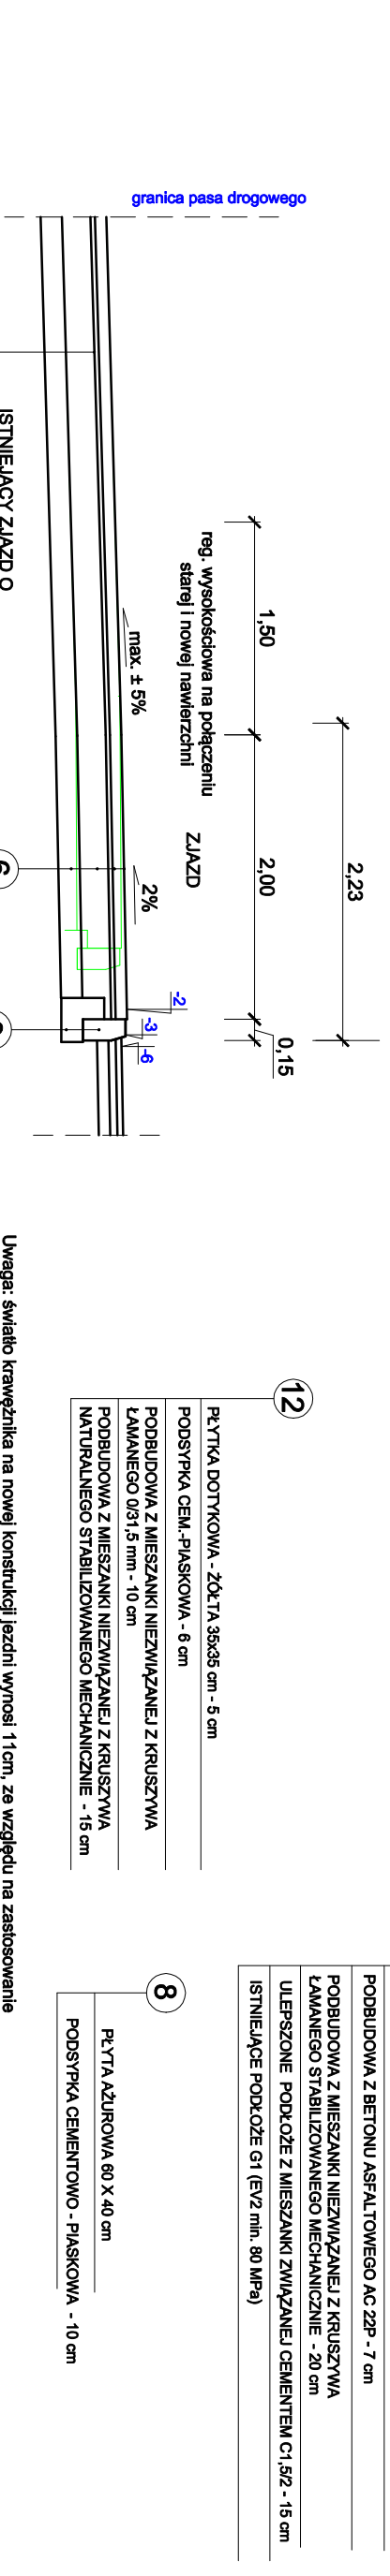 granica pasa drogowego
2,23
1,50
2,00
0,15
reg. wysokościowa na połączeniu
starej i nowej nawierzchni
ZJAZD
max. ± 5%
2%
-2
-3
-6
ISTNIEJĄCY ZJAZD O
6
12
PŁYTKA DOTYKOWA - ŻÓŁTA 35x35 cm - 5 cm
PODSYPKA CEM.-PIASKOWA - 6 cm
PODBUDOWA Z MIESZANKI NIEZWIĄZANEJ Z KRUSZYWA
ŁAMANEGO 0/31,5 mm - 10 cm
PODBUDOWA Z MIESZANKI NIEZWIĄZANEJ Z KRUSZYWA
NATURALNEGO STABILIZOWANEGO MECHANICZNIE - 15 cm
Uwaga: światło krawężnika na nowej konstrukcji jezdni wynosi 11cm, ze względu na zastosowanie
PODBUDOWA Z BETONU ASFALTOWEGO AC 22P - 7 cm
PODBUDOWA Z MIESZANKI NIEZWIĄZANEJ Z KRUSZYWA
ŁAMANEGO STABILIZOWANEGO MECHANICZNIE - 20 cm
ULEPSZONE PODŁOŻE Z MIESZANKI ZWIĄZANEJ CEMENTEM C1,5/2 - 15 cm
ISTNIEJĄCE PODŁOŻE G1 (EV2 min. 80 MPa)
8
PŁYTA AŻUROWA 60 X 40 cm
PODSYPKA CEMENTOWO - PIASKOWA - 10 cm